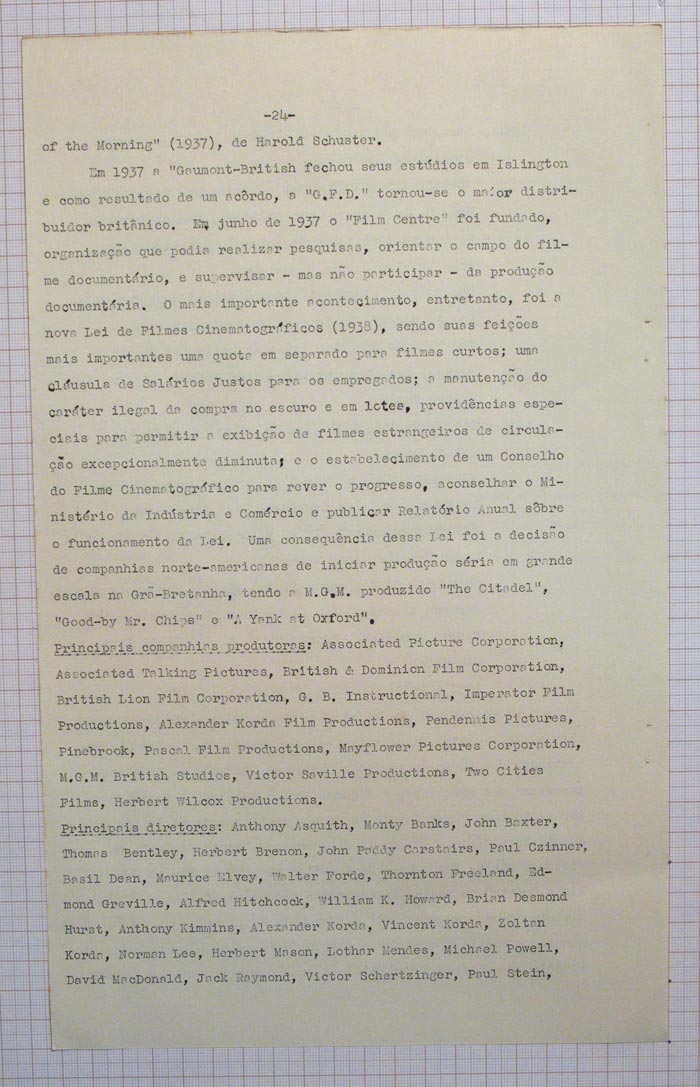 -24-
of the Morning" (1937), de Harold Schuster.
Em 1937 a "Gaumont-British fechou seus estúdios em Islington
e como resultado de um acôrdo, a "G.F.D." tornou-se o maior distri-
buidor britânico. Em junho de 1937 o "Film Centre" foi fundado,
organização que podia realizar pesquisas, orientar o campo do fil-
me documentário, e supervisar - mas não participar - da produção
documentária. O mais importante acontecimento, entretanto, foi a
nova Lei de Filmes Cinematográficos (1938), sendo suas feições
mais importantes uma quota em separado para filmes curtos; uma
cláusula de Salários Justos para os empregados; a manutenção do
caráter ilegal da compra no escuro e em lotes, providências espe-
ciais para permitir a exibição de filmes estrangeiros de circula-
ção excepcionalmente diminuta; e o estabelecimento de um Conselho
do Filme Cinematográfico para rever o progresso, aconselhar o Mi-
nistério da Indústria e Comércio e publicar Relatório Anual sôbre
o funcionamento da Lei. Uma consequência dessa Lei foi a decisão
de companhias norte-americanas de iniciar produção séria em grande
escala na Grã-Bretanha, tendo a M.G.M. produzido "The Citadel",
"Good-by Mr. Chips" e "A Yank at Oxford".
Principais companhias produtoras: Associated Picture Corporation,
Associated Talking Pictures, British & Dominion Film Corporation,
British Lion Film Corporation, G. B. Instructional, Imperator Film
Productions, Alexander Korda Film Productions, Pendennis Pictures,
Pinebrook, Pascal Film Productions, Mayflower Pictures Corporation,
M.G.M. British Studios, Victor Saville Productions, Two Cities
Films, Herbert Wilcox Productions.
Principais diretores: Anthony Asquith, Monty Banks, John Baxter,
Thomas Bentley, Herbert Brenon, John Paddy Carstairs, Paul Czinner,
Basil Dean, Maurice Elvey, Walter Forde, Thornton Freeland, Ed-
mond Greville, Alfred Hitchcock, William K. Howard, Brian Desmond
Hurst, Anthony Kimmins, Alexander Korda, Vincent Korda, Zoltan
Korda, Norman Lee, Herbert Mason, Lothar Mendes, Michael Powell,
David MacDonald, Jack Raymond, Victor Schertzinger, Paul Stein,